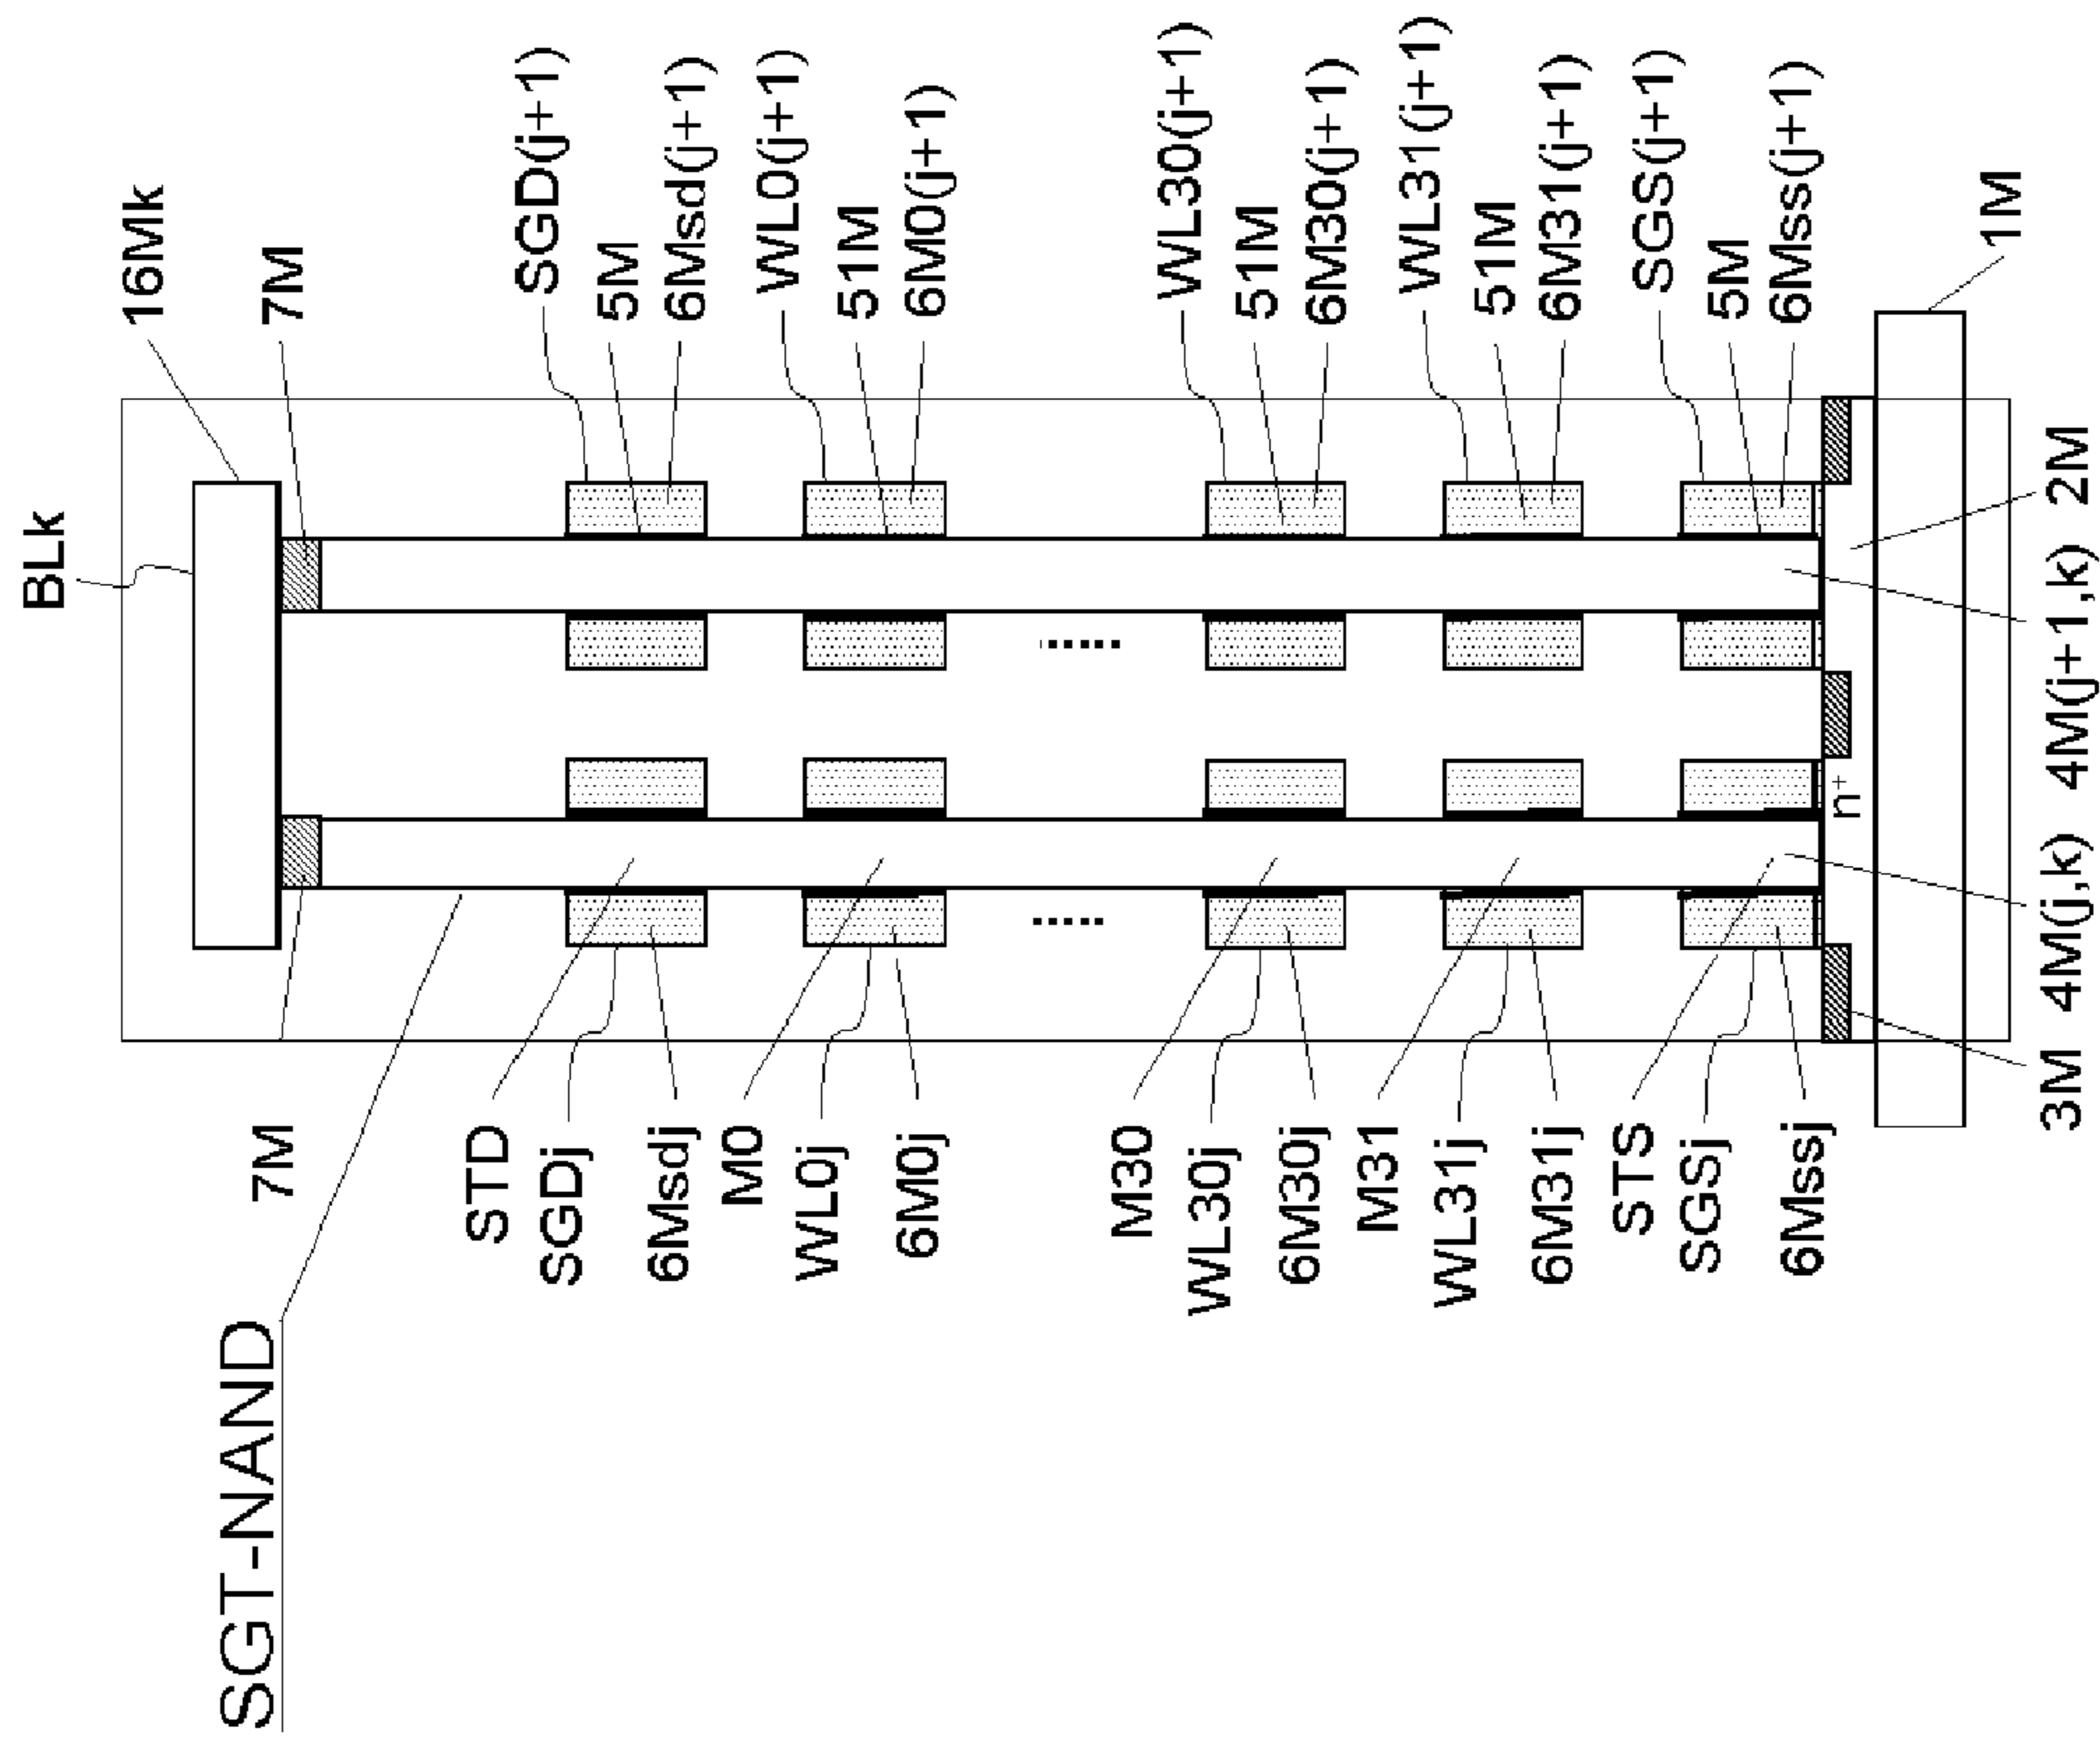 BLk
16Mk
7M
SGD(j+1)
5M
6Msd(j+1)
WL0(j+1)
51M
6M0(j+1)
WL30(j+1)
51M
6M30(j+1)
WL31(j+1)
51M
6M31(j+1)
SGS(j+1)
5M
6Mss(j+1)
1M
n+
2M
4M(j+1,k)
4M(j,k)
3M
SGT-NAND
7M
STD
SGDj
6Msdj
M0
WL0j
6M0j
M30
WL30j
6M30j
M31
WL31j
6M31j
STS
SGSj
6Mssj